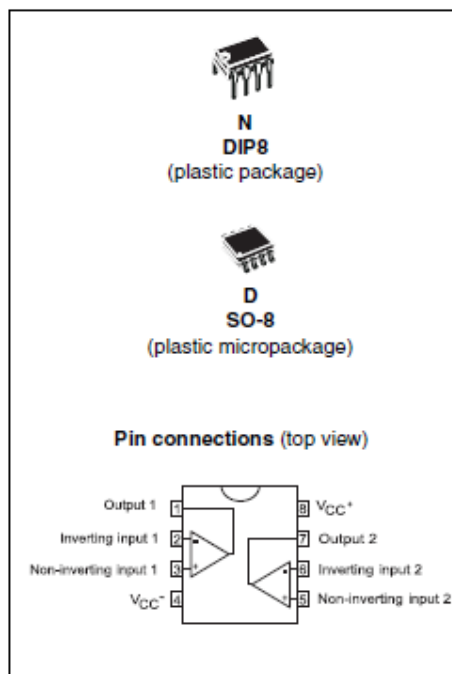 N
DIP8
(plastic package)
D
SO-8
(plastic micropackage)
Pin connections (top view)
Output 1 1
Inverting input 1 2 -
Non-inverting input 1 3 +
VCC- 4
8 VCC+
7 Output 2
- 6 Inverting input 2
+ 5 Non-inverting input 2